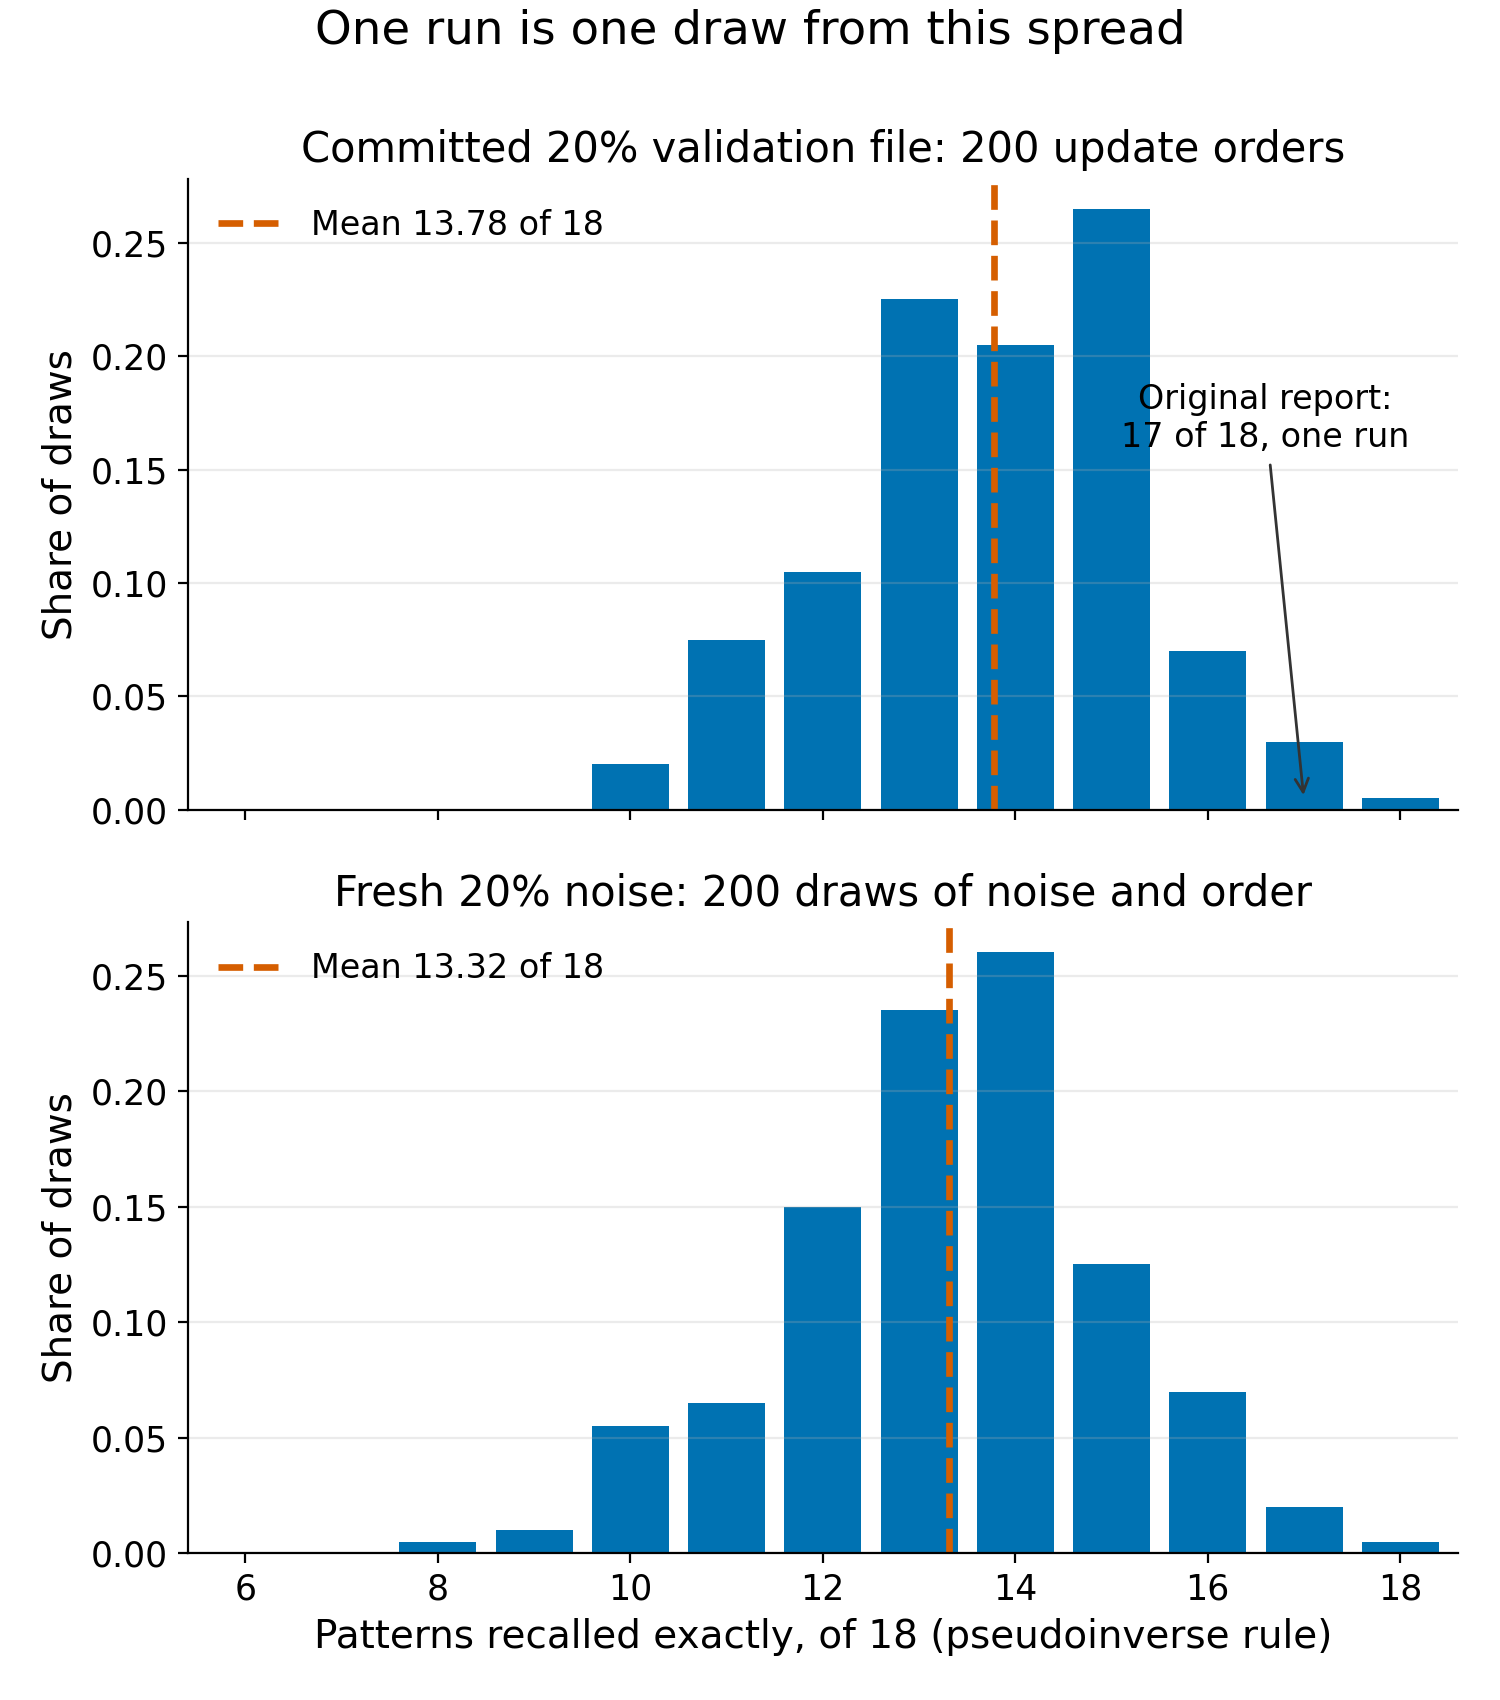 One run is one draw from this spread
Committed 20% validation file: 200 update orders
Mean 13.78 of 18
Original report:
17 of 18, one run
Share of draws
0.25
0.20
0.15
0.10
0.05
0.00
Fresh 20% noise: 200 draws of noise and order
Mean 13.32 of 18
Share of draws
0.25
0.20
0.15
0.10
0.05
0.00
6 8 10 12 14 16 18
Patterns recalled exactly, of 18 (pseudoinverse rule)